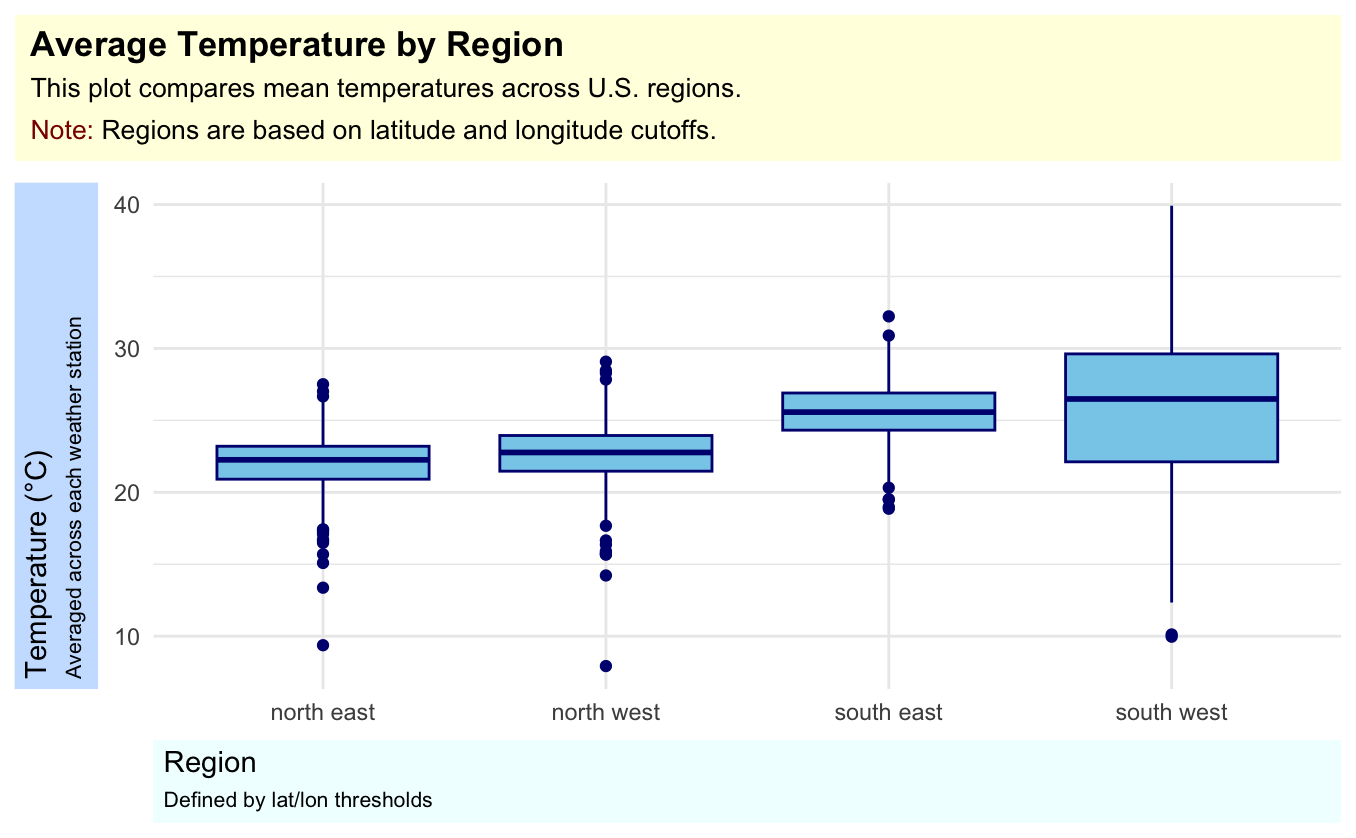 Average Temperature by Region
This plot compares mean temperatures across U.S. regions.
Note: Regions are based on latitude and longitude cutoffs.
Temperature (°C)
Averaged across each weather station
40
30
20
10
north east
north west
south east
south west
Region
Defined by lat/lon thresholds